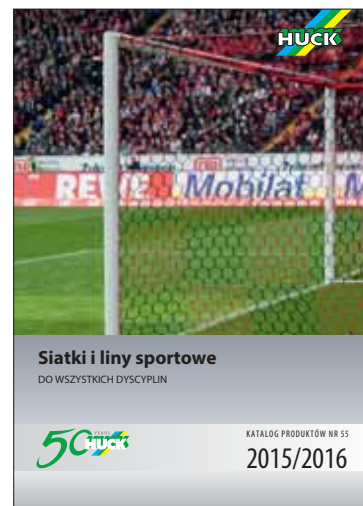 HUCK
REWE Mobilat M
Siatki i liny sportowe
DO WSZYSTKICH DYSCYPLIN
50 YEARS HUCK
KATALOG PRODUKTÓW NR 55
2015/2016